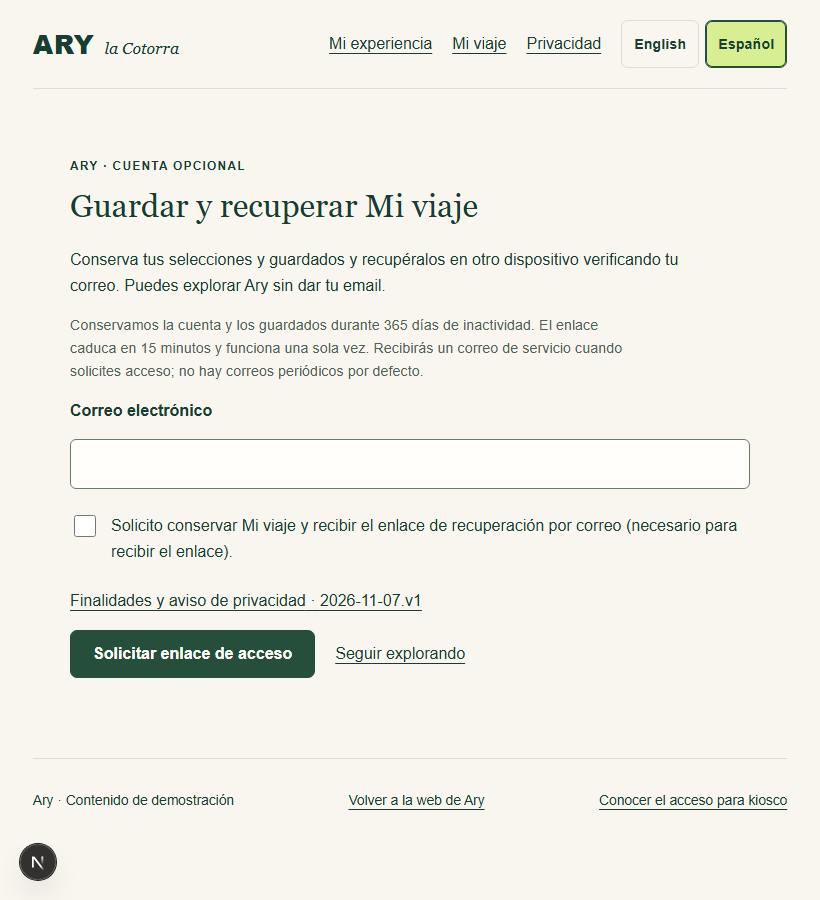 ARY la Cotorra
Mi experiencia Mi viaje Privacidad English Español
ARY · CUENTA OPCIONAL
Guardar y recuperar Mi viaje
Conserva tus selecciones y guardados y recupéralos en otro dispositivo verificando tu
correo. Puedes explorar Ary sin dar tu email.
Conservamos la cuenta y los guardados durante 365 días de inactividad. El enlace
caduca en 15 minutos y funciona una sola vez. Recibirás un correo de servicio cuando
solicites acceso; no hay correos periódicos por defecto.
Correo electrónico
Solicito conservar Mi viaje y recibir el enlace de recuperación por correo (necesario para
recibir el enlace).
Finalidades y aviso de privacidad · 2026-11-07.v1
Solicitar enlace de acceso Seguir explorando
Ary · Contenido de demostración Volver a la web de Ary Conocer el acceso para kiosco
N